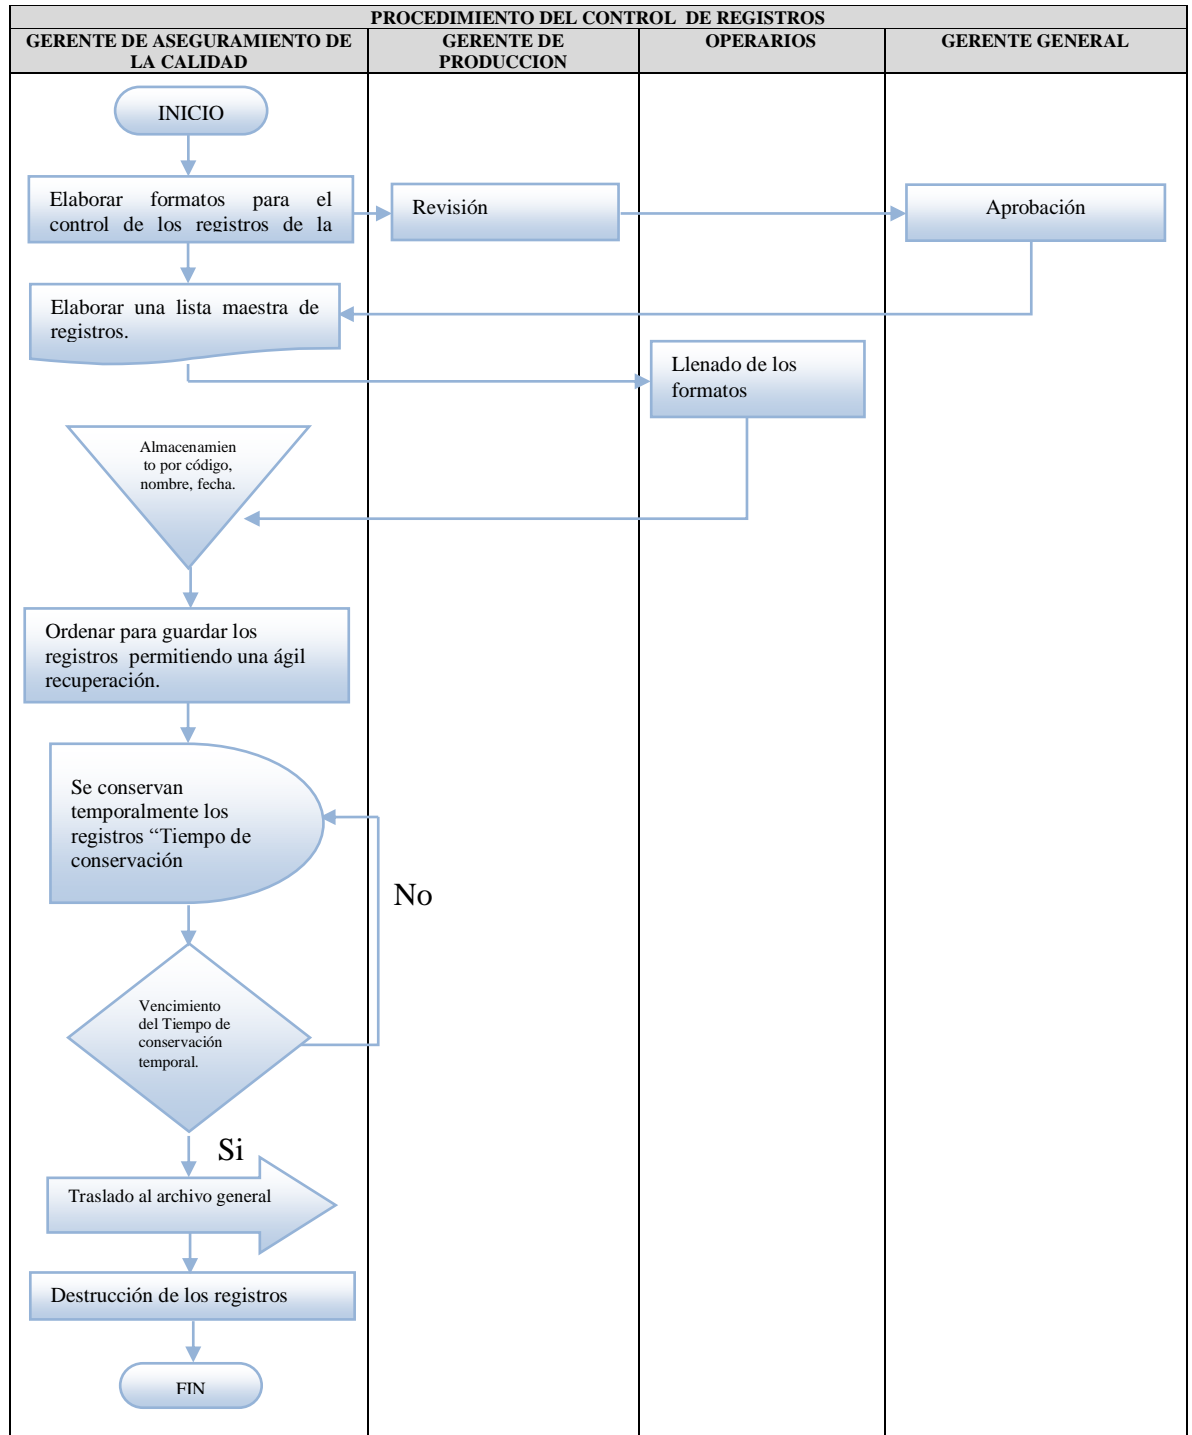 PROCEDIMIENTO DEL CONTROL DE REGISTROS
GERENTE DE ASEGURAMIENTO DE
LA CALIDAD
GERENTE DE
PRODUCCION
OPERARIOS
GERENTE GENERAL
INICIO
Elaborar formatos para el
control de los registros de la
Revisión
Aprobación
Elaborar una lista maestra de
registros.
Llenado de los
formatos
Almacenamien
to por código,
nombre, fecha.
Ordenar para guardar los
registros permitiendo una ágil
recuperación.
Se conservan
temporalmente los
registros “Tiempo de
conservación
No
Vencimiento
del Tiempo de
conservación
temporal.
Si
Traslado al archivo general
Destrucción de los registros
FIN